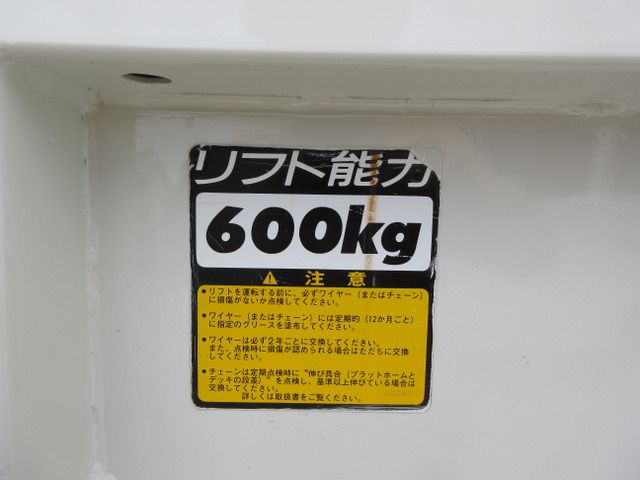 リフト能力
600kg
⚠ 注意
●リフトを運転する前に、必ずワイヤー(またはチェーン)
に損傷がないか点検してください。
●ワイヤー(またはチェーン)には定期的(12か月ごと)
に指定のグリースを塗布してください。
●ワイヤーは必ず2年ごとに交換してください。
また、点検時に損傷が認められる場合はただちに交換
してください。
●チェーンは定期点検時に"伸び具合(プラットホームと
デッキの段差)"を点検し、基準以上伸びている場合は
交換してください。
詳しくは取扱書をご覧ください。